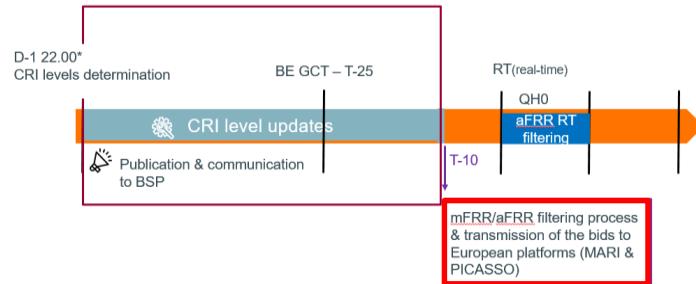 D-1 22.00*
CRI levels determination
BE GCT – T-25
RT(real-time)
QH0
CRI level updates
aFRR RT
filtering
Publication & communication
to BSP
T-10
mFRR/aFRR filtering process
& transmission of the bids to
European platforms (MARI &
PICASSO)